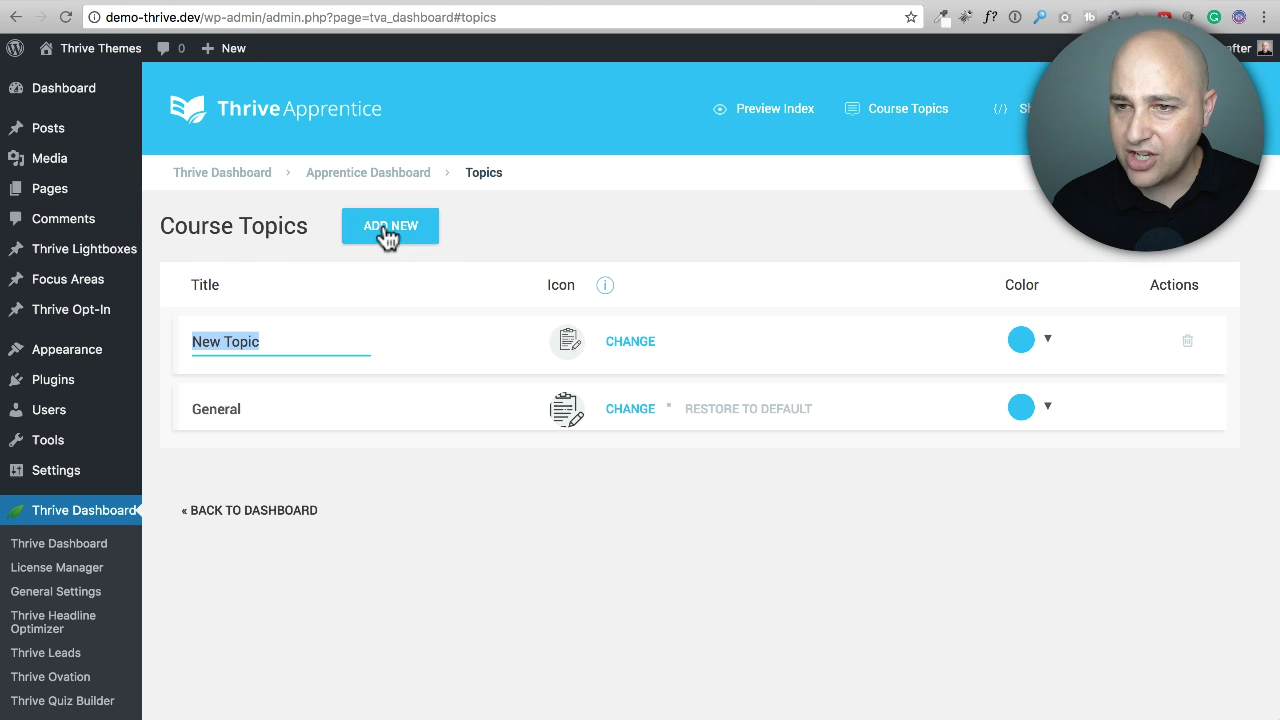 demo-thrive.dev/wp-admin/admin.php?page=tva_dashboard#topics
Thrive Themes 0 New
Dashboard
Posts
Media
Pages
Comments
Thrive Lightboxes
Focus Areas
Thrive Opt-In
Appearance
Plugins
Users
Tools
Settings
Thrive Dashboard
Thrive Dashboard
License Manager
General Settings
Thrive Headline
Optimizer
Thrive Leads
Thrive Ovation
Thrive Quiz Builder
Thrive Apprentice
Preview Index Course Topics
Thrive Dashboard > Apprentice Dashboard > Topics
Course Topics ADD NEW
Title Icon i Color Actions
New Topic CHANGE
General CHANGE RESTORE TO DEFAULT
« BACK TO DASHBOARD